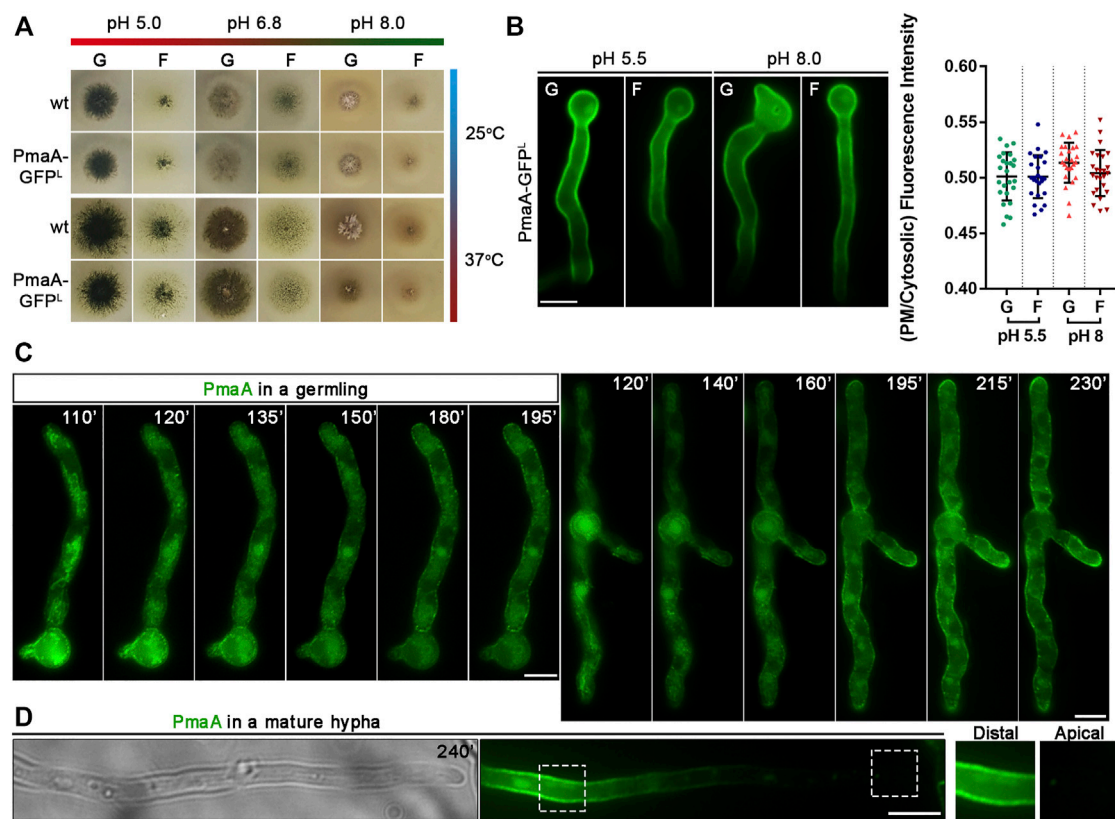 A
pH 5.0 pH 6.8 pH 8.0
G F G F G F
wt
PmaA-
GFPL
25°C
wt
PmaA-
GFPL
37°C
B
pH 5.5 pH 8.0
G F G F
PmaA-GFPL
(PM/Cytosolic) Fluorescence Intensity
0.60
0.55
0.50
0.45
0.40
G F G F
pH 5.5 pH 8
C
PmaA in a germling
110’ 120’ 135’ 150’ 180’ 195’
120’ 140’ 160’ 195’ 215’ 230’
D
PmaA in a mature hypha
240’
Distal Apical